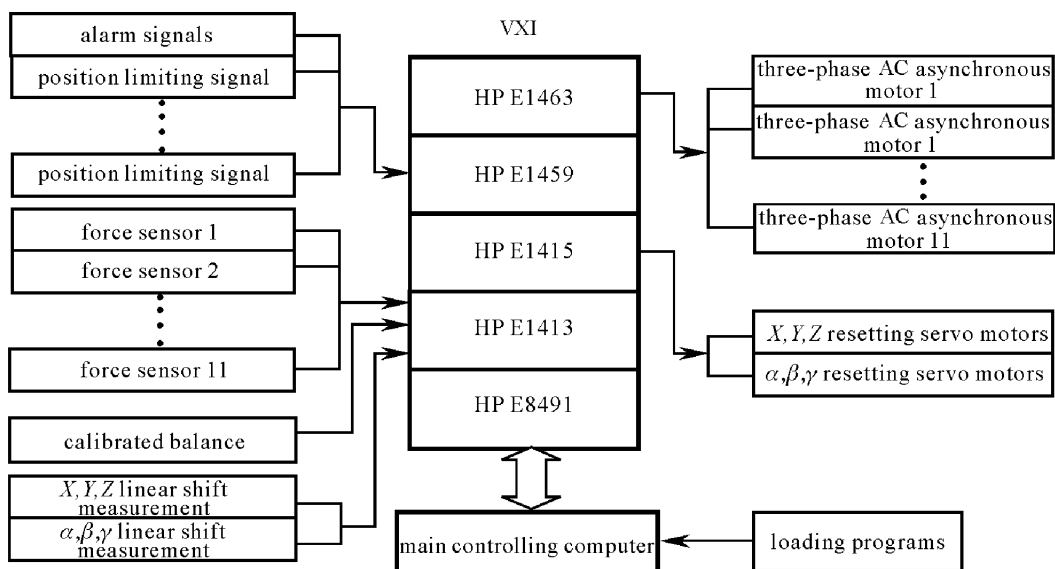 VXI
alarm signals
position limiting signal
position limiting signal
force sensor 1
force sensor 2
force sensor 11
calibrated balance
X,Y,Z linear shift
measurement
α,β,γ linear shift
measurement
HP E1463
HP E1459
HP E1415
HP E1413
HP E8491
main controlling computer
three-phase AC asynchronous
motor 1
three-phase AC asynchronous
motor 1
three-phase AC asynchronous
motor 11
X,Y,Z resetting servo motors
α,β,γ resetting servo motors
loading programs